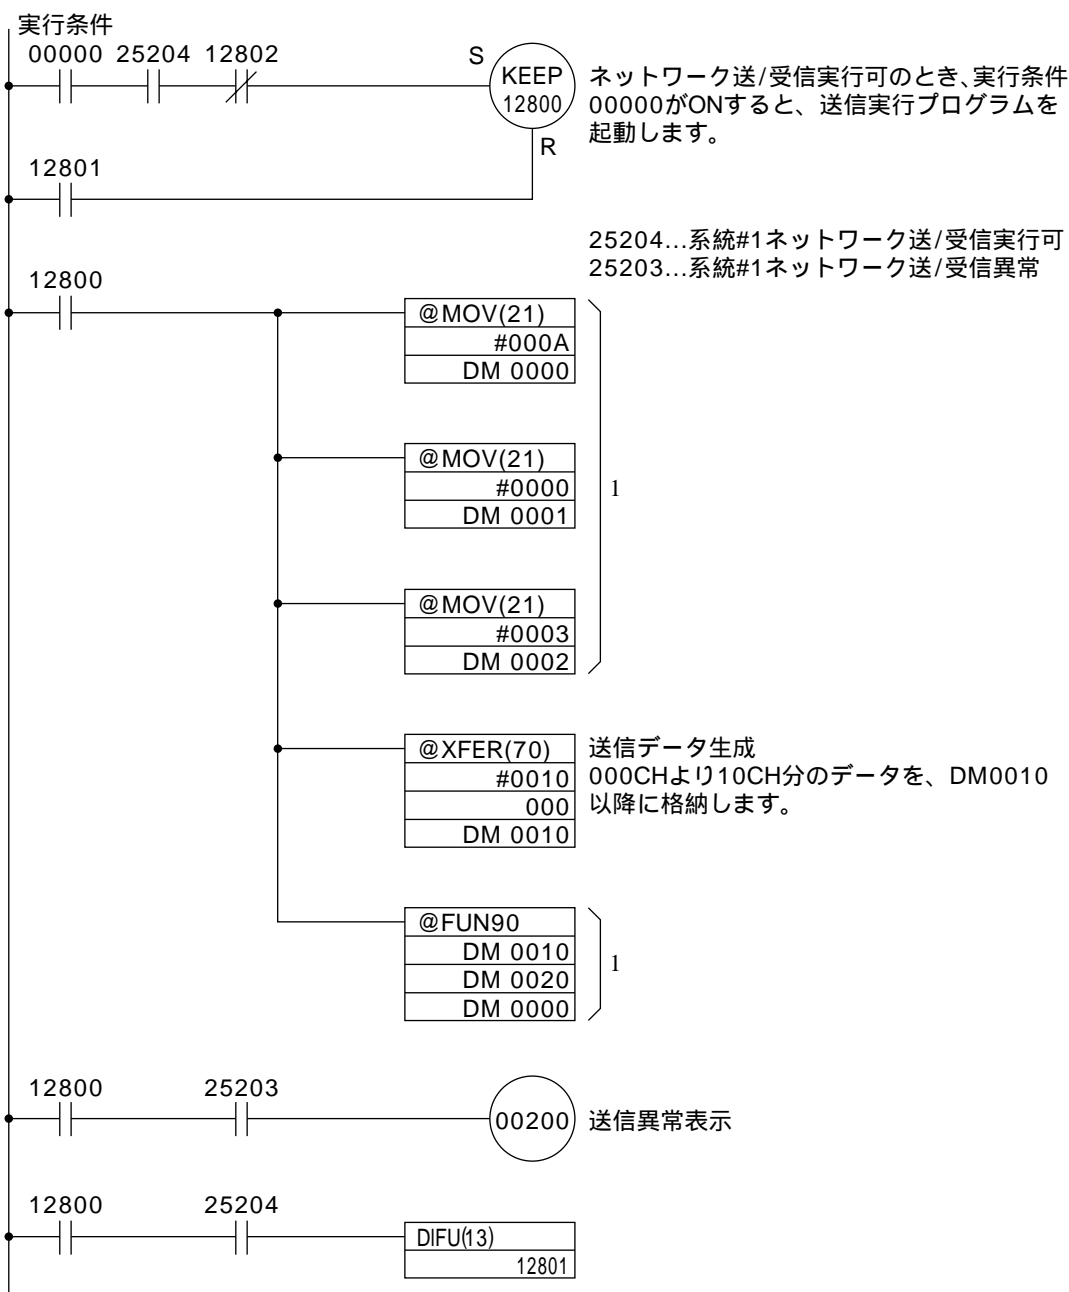 実行条件
00000 25204 12802
S
KEEP
12800
ネットワーク送/受信実行可のとき、実行条件
00000がONすると、送信実行プログラムを
起動します。
R
12801
25204…系統#1ネットワーク送/受信実行可
25203…系統#1ネットワーク送/受信異常
12800
@MOV(21)
#000A
DM 0000
@MOV(21)
#0000
DM 0001
1
@MOV(21)
#0003
DM 0002
@XFER(70)
#0010
000
DM 0010
送信データ生成
000CHより10CH分のデータを、DM0010
以降に格納します。
@FUN90
DM 0010
DM 0020
DM 0000
1
12800 25203
00200
送信異常表示
12800 25204
DIFU(13)
12801